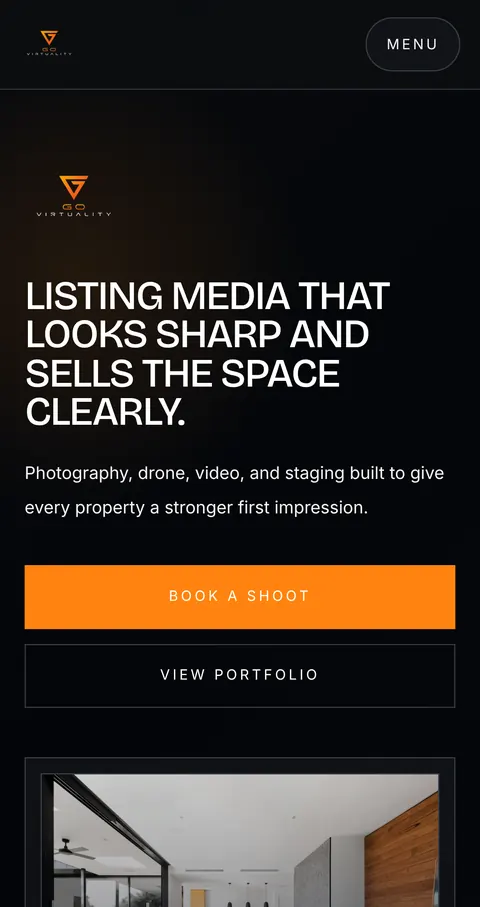 GO
VIRTUALITY
MENU
GO
VIRTUALITY
LISTING MEDIA THAT
LOOKS SHARP AND
SELLS THE SPACE
CLEARLY.
Photography, drone, video, and staging built to give
every property a stronger first impression.
BOOK A SHOOT
VIEW PORTFOLIO